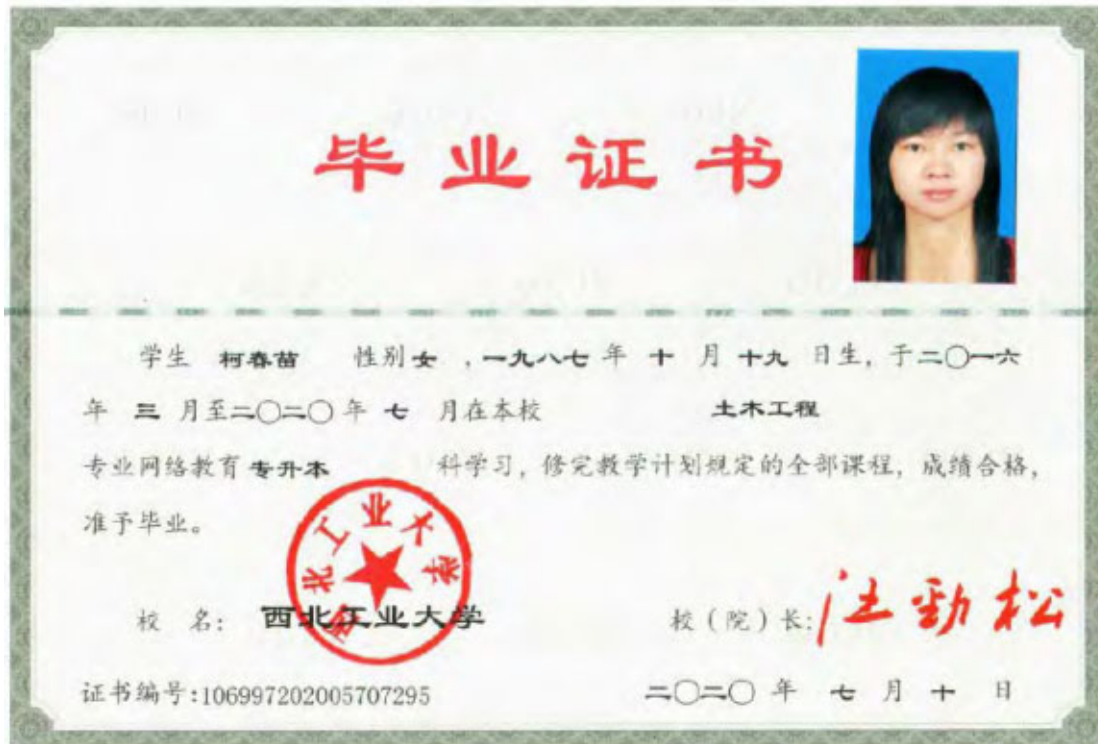 毕业证书
学生 柯春苗 性别 女 ，一九八七 年 十 月 十九 日生，于二〇一六
年 三 月至二〇二〇 年 七 月在本校 土木工程
专业网络教育 专升本 科学习，修完教学计划规定的全部课程，成绩合格，
准予毕业。
西北工业大学
校 名： 西北工业大学 校（院）长：汪劲松
证书编号:106997202005707295 二〇二〇 年 七 月 十 日